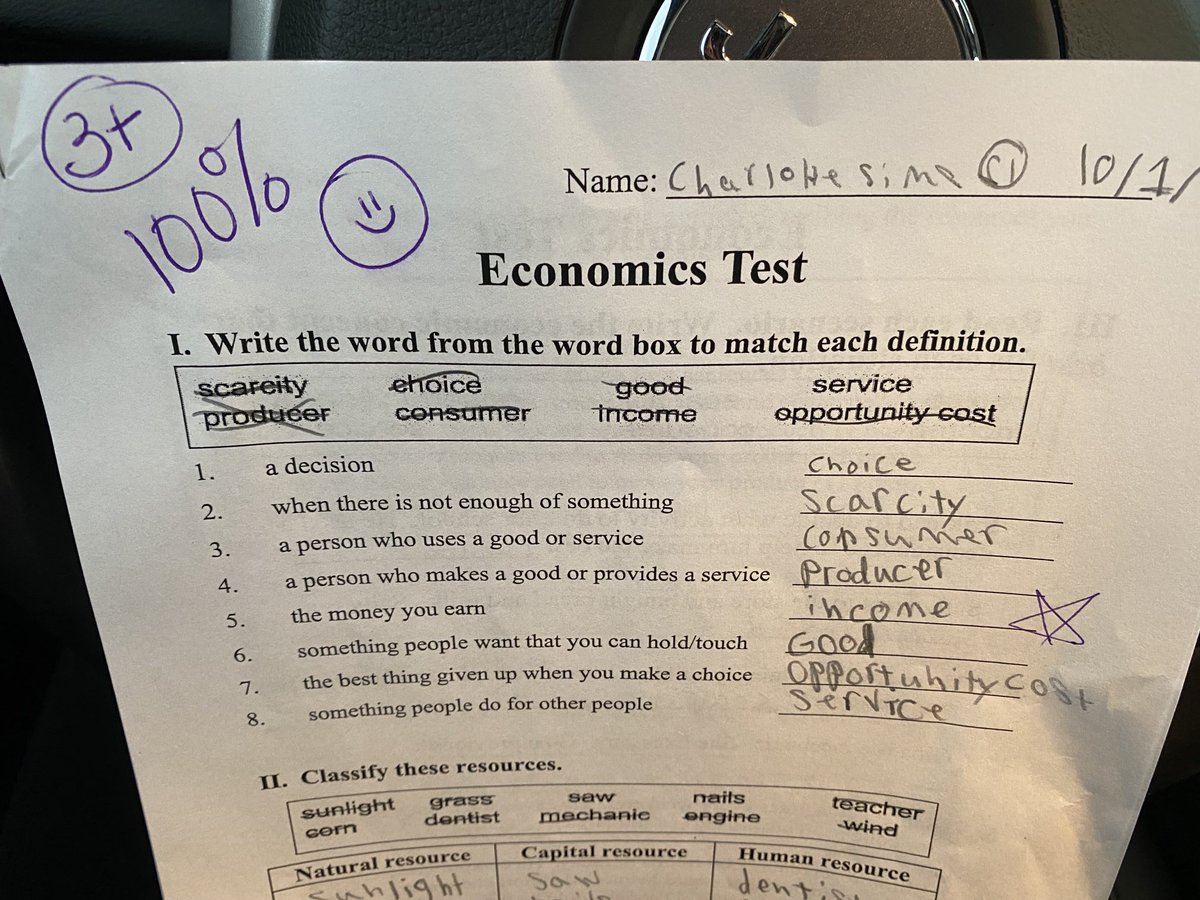 3+
100%
Name: Charlotte Sims 10/1/
Economics Test
I. Write the word from the word box to match each definition.
scarcity choice good service
producer consumer income opportunity cost
1. a decision choice
2. when there is not enough of something Scarcity
3. a person who uses a good or service Consumer
4. a person who makes a good or provides a service Producer
5. the money you earn income
6. something people want that you can hold/touch Good
7. the best thing given up when you make a choice Opportunity cost
8. something people do for other people Service
II. Classify these resources.
sunlight grass saw nails teacher
corn dentist mechanic engine wind
Natural resource Capital resource Human resource
sunlight saw